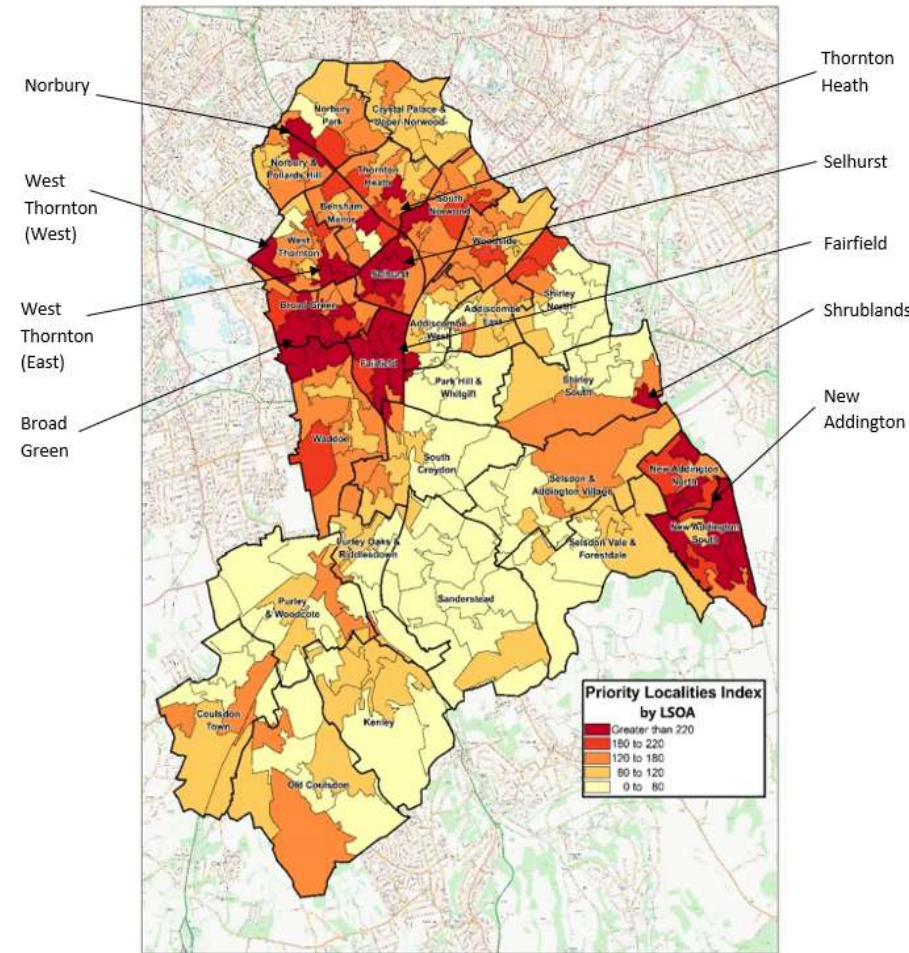 Norbury
West
Thornton
(West)
West
Thornton
(East)
Broad
Green
Thornton
Heath
Selhurst
Fairfield
Shrublands
New
Addington
Norbury
Park
Crystal Palace &
Upper Norwood
Norbury &
Pollards Hill
Thornton
Heath
South
Norwood
Bensham
Manor
West
Thornton
Woodside
Selhurst
Broad Green
Shirley
North
Addiscombe
East
Addiscombe
West
Fairfield
Park Hill &
Whitgift
Shirley
South
Waddon
South
Croydon
New Addington
North
Selsdon &
Addington Village
New Addington
South
Purley Oaks &
Riddlesdown
Selsdon Vale &
Forestdale
Sanderstead
Purley
& Woodcote
Coulsdon
Town
Kenley
Old Coulsdon
Priority Localities Index
by LSOA
Greater than 220
180 to 220
120 to 180
80 to 120
0 to 80